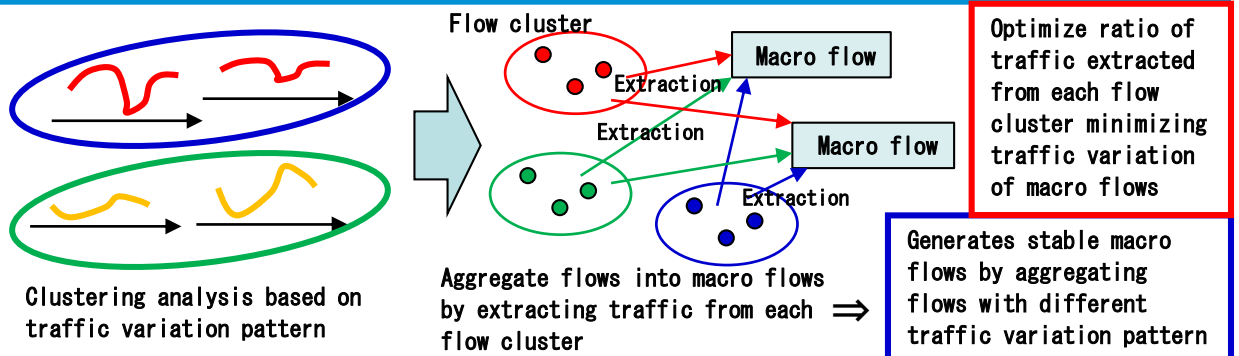 Clustering analysis based on
traffic variation pattern
Flow cluster
Extraction
Extraction
Extraction
Macro flow
Macro flow
Aggregate flows into macro flows
by extracting traffic from each ⇒
flow cluster
Optimize ratio of
traffic extracted
from each flow
cluster minimizing
traffic variation
of macro flows
Generates stable macro
flows by aggregating
flows with different
traffic variation pattern